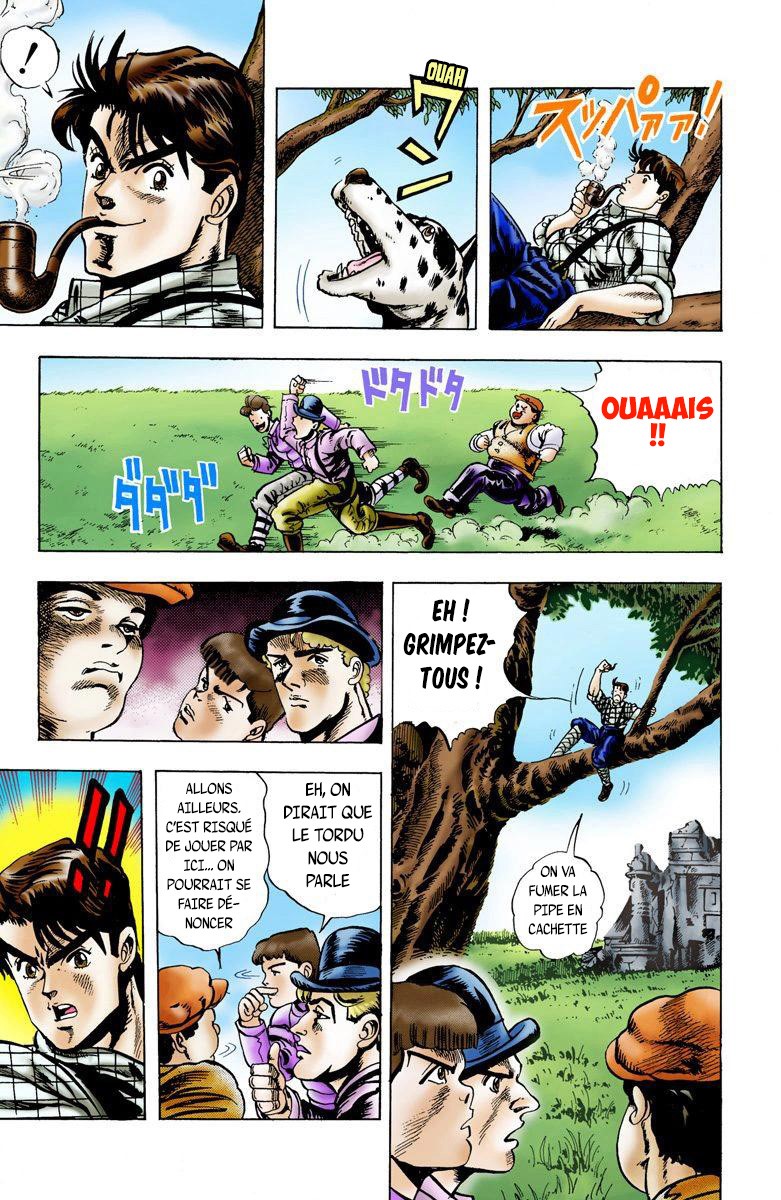 スッパァァ!
OUAH
ワン
!
OUAAAIS
!!
ドタドタ
ダダダダ
EH !
GRIMPEZ-
TOUS !
ON VA
FUMER LA
PIPE EN
CACHETTE
EH, ON
DIRAIT QUE
LE TORDU
NOUS
PARLE
ALLONS
AILLEURS.
C'EST RISQUÉ
DE JOUER PAR
ICI... ON
POURRAIT SE
FAIRE DÉ-
NONCER
!!